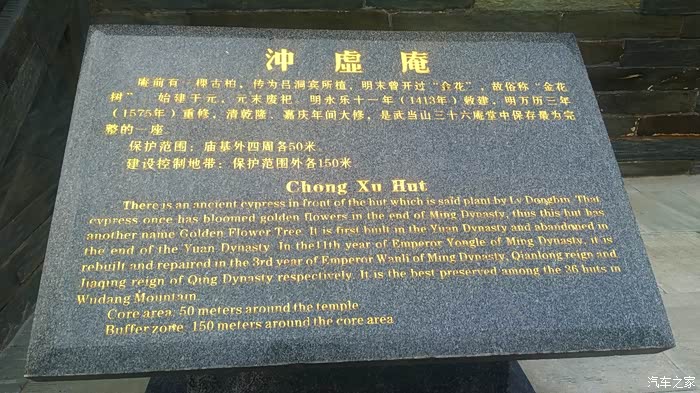 冲虚庵
庵前有一棵古柏，传为吕洞宾所植，明末曾开过“合花”，故俗称“金花
树”　始建于元，元末废圮．明永乐十一年（1413年）敕建，明万历三年
（1575年）重修，清乾隆、嘉庆年间大修，是武当山三十六庵堂中保存最为完
整的一座．
保护范围：庙基外四周各50米．
建设控制地带：保护范围外各150米．
Chong Xu Hut
There is an ancient cypress in front of the hut which is said plant by Lv Dongbin. That
cypress once has bloomed golden flowers in the end of Ming Dynasty, thus this hut has
another name Golden Flower Tree. It is first built in the Yuan Dynasty and abandoned in
the end of the Yuan Dynasty. In the11th year of Emperor Yongle of Ming Dynasty, it is
rebuilt and repaired in the 3rd year of Emperor Wanli of Ming Dynasty, Qianlong reign and
Jiaqing reign of Qing Dynasty respectively. It is the best preserved among the 36 huts in
Wudang Mountain.
Core area: 50 meters around the temple
Buffer zone: 150 meters around the core area
汽车之家